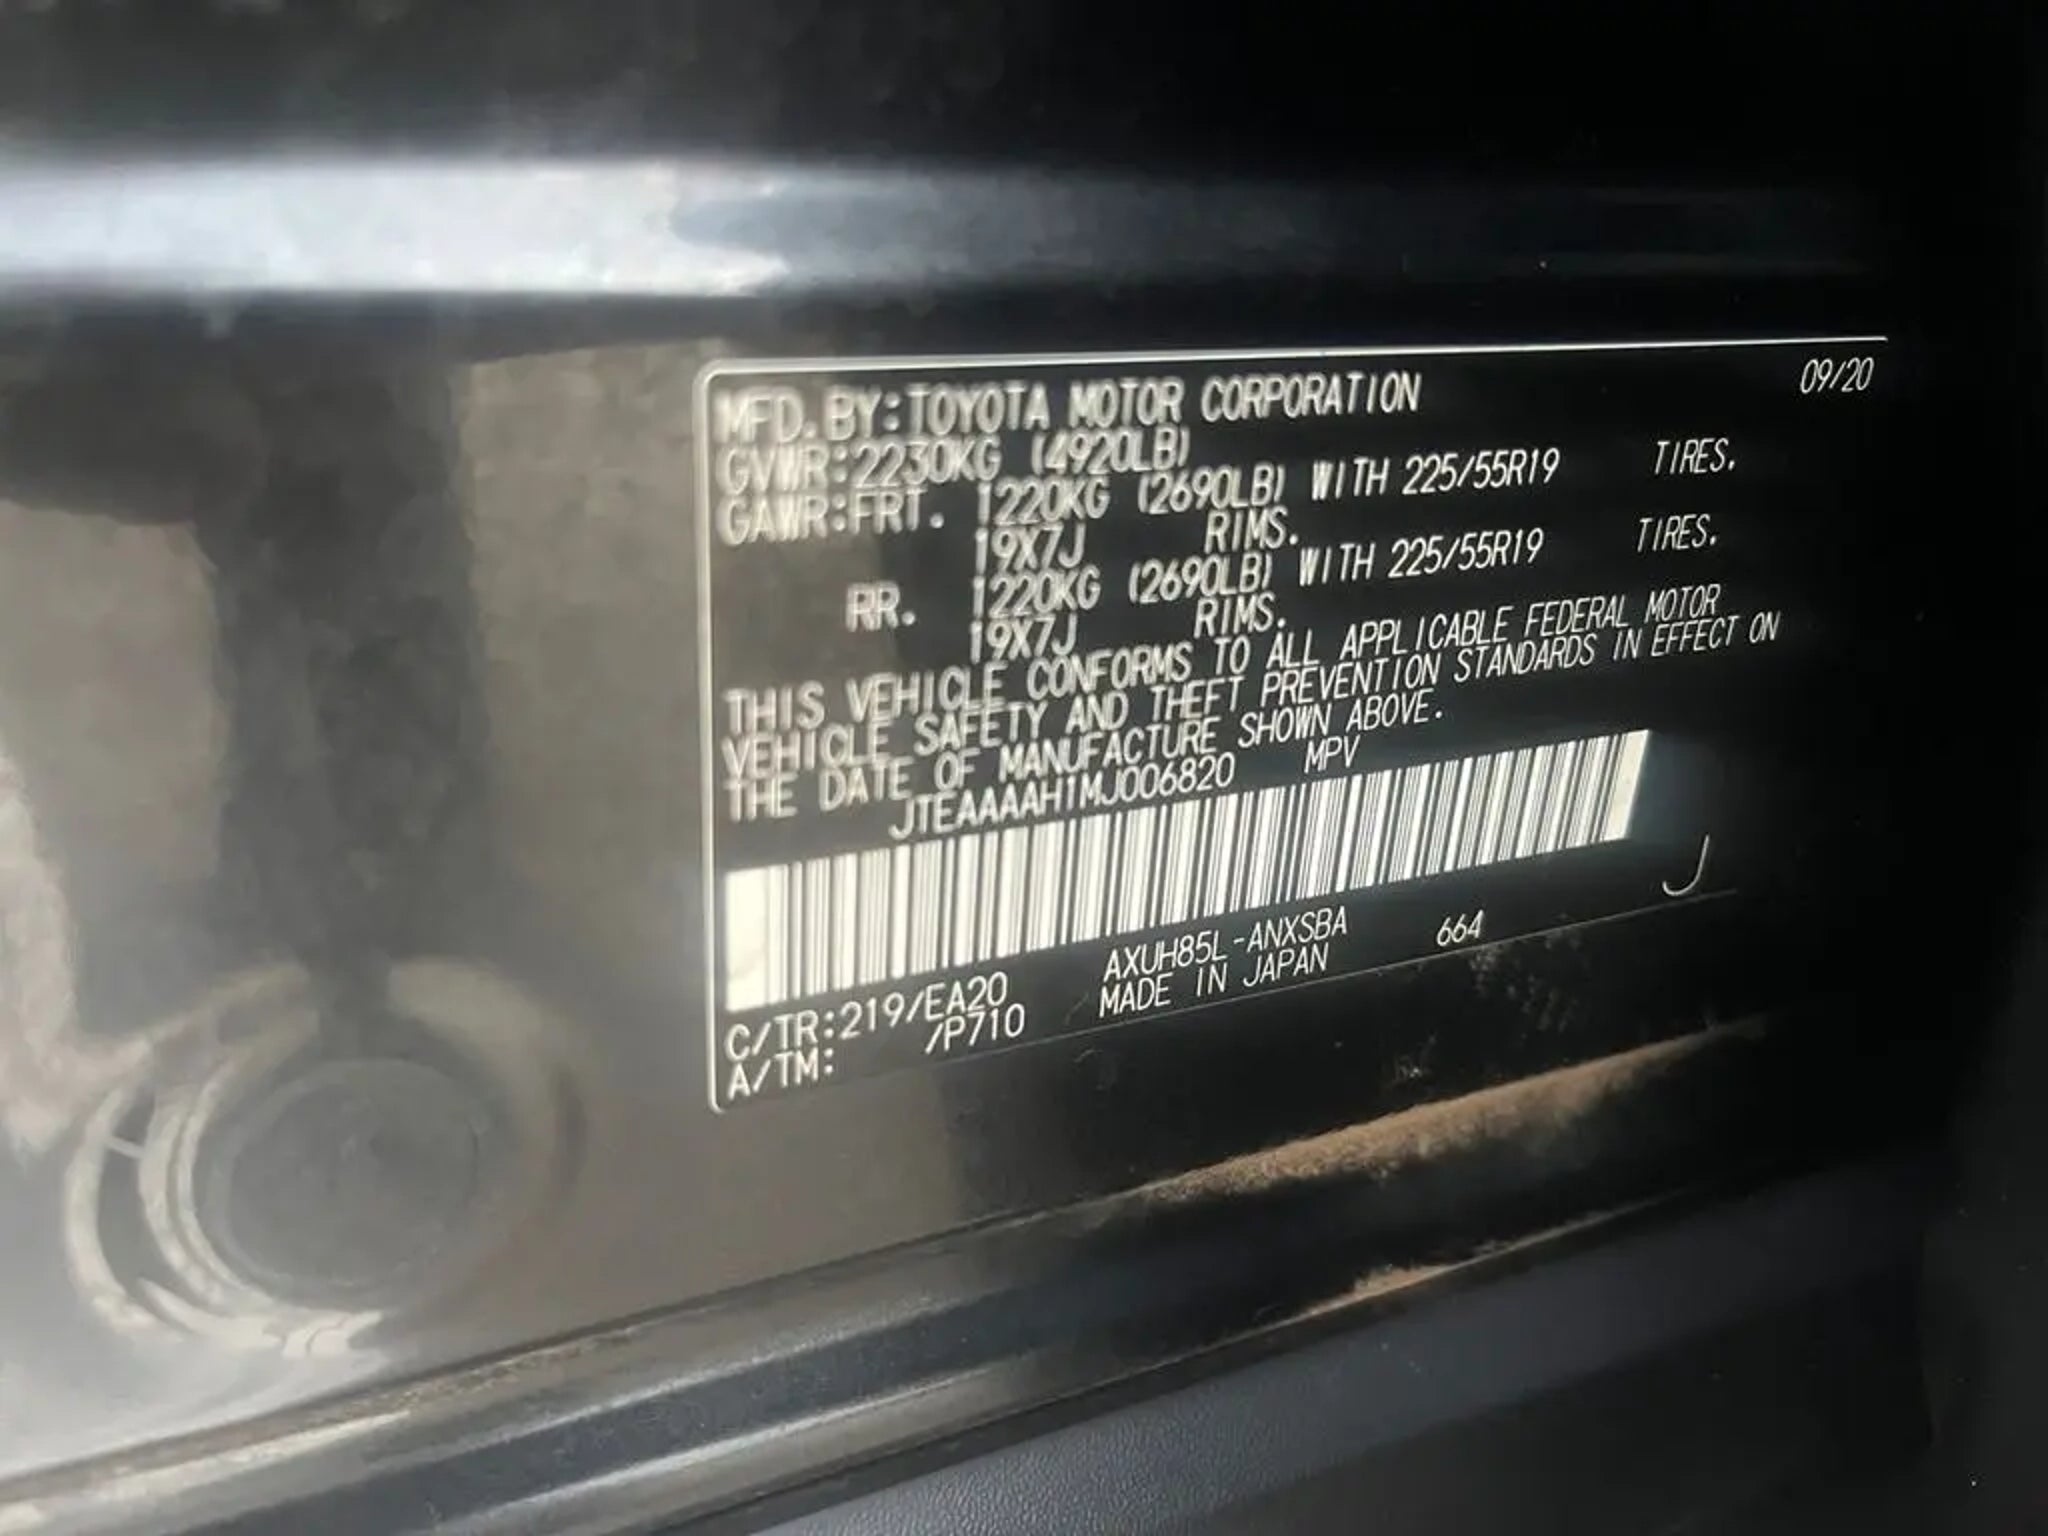 MFD.BY:TOYOTA MOTOR CORPORATION 09/20
GVWR:2230KG (4920LB)
GAWR:FRT. 1220KG (2690LB) WITH 225/55R19 TIRES.
19X7J RIMS.
RR. 1220KG (2690LB) WITH 225/55R19 TIRES.
19X7J RIMS.
THIS VEHICLE CONFORMS TO ALL APPLICABLE FEDERAL MOTOR
VEHICLE SAFETY AND THEFT PREVENTION STANDARDS IN EFFECT ON
THE DATE OF MANUFACTURE SHOWN ABOVE.
JTEAAAAH1MJ006820 MPV
J
C/TR:219/EA20 AXUH85L-ANXSBA 664
A/TM: /P710 MADE IN JAPAN